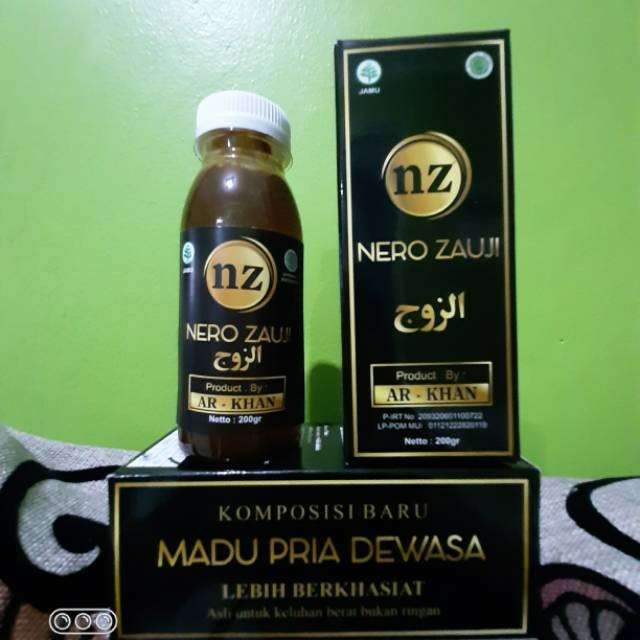 nz
NERO ZAUJI
الزوج
Product . By :
AR - KHAN
Netto : 200gr
JAMU
nz
NERO ZAUJI
الزوج
Product . By :
AR - KHAN
P-IRT No: 209320601100722
LP-POM MUI: 01121222820119
Netto : 200gr
KOMPOSISI BARU
MADU PRIA DEWASA
LEBIH BERKHASIAT
Asli untuk keluhan berat bukan ringan